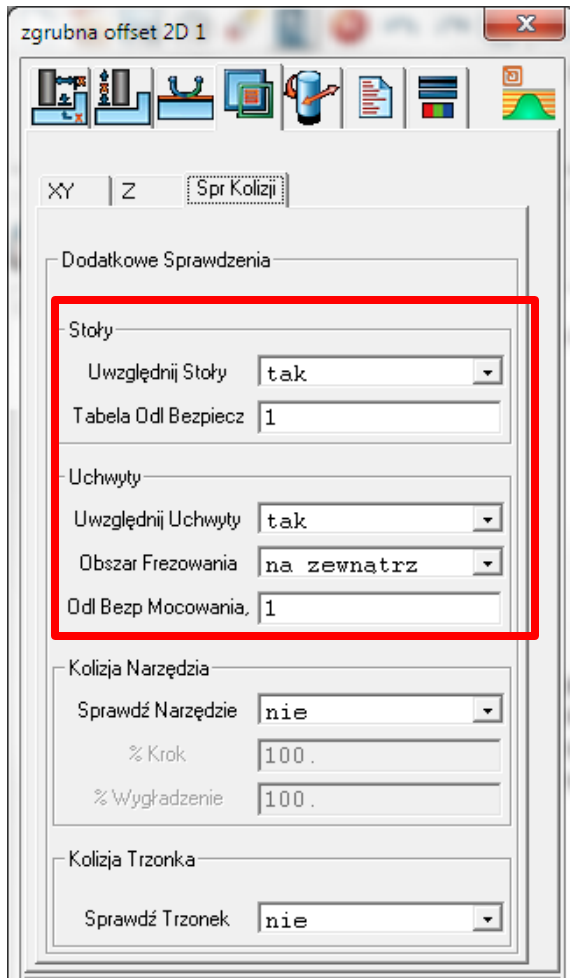 zgrubna offset 2D 1
XY Z Spr Kolizji
Dodatkowe Sprawdzenia
Stoły
Uwzględnij Stoły tak
Tabela Odl Bezpiecz 1
Uchwyty
Uwzględnij Uchwyty tak
Obszar Frezowania na zewnątrz
Odl Bezp Mocowania, 1
Kolizja Narzędzia
Sprawdź Narzędzie nie
% Krok 100.
% Wygładzenie 100.
Kolizja Trzonka
Sprawdź Trzonek nie